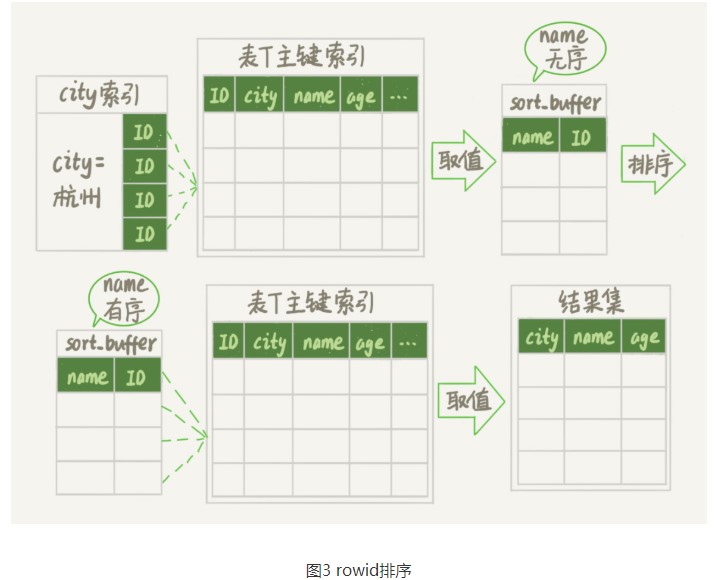 表T主键索引
name
无序
city索引
ID city name age ...
sort_buffer
ID
name ID
city=
杭州
ID
取值
排序
ID
ID
name
有序
表T主键索引
结果集
sort_buffer
ID city name age ...
city name age
name ID
取值
图3 rowid排序